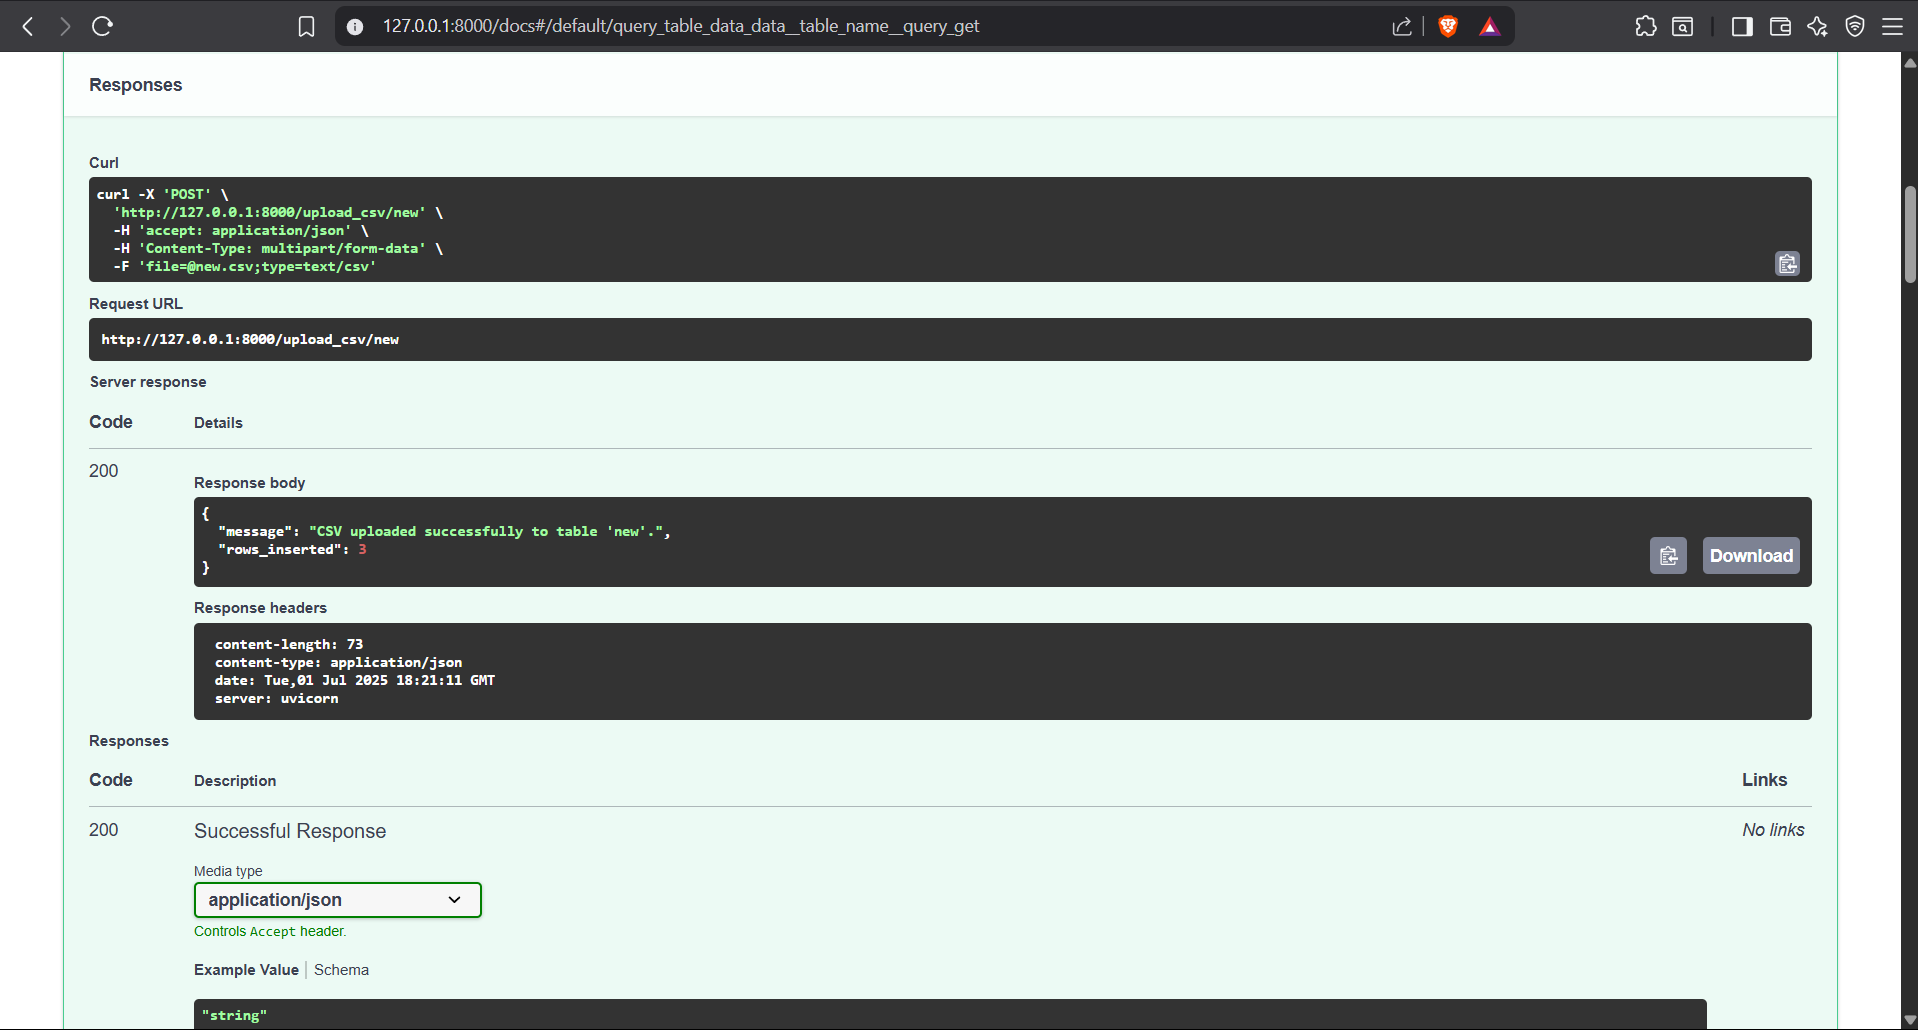 127.0.0.1:8000/docs#/default/query_table_data_data__table_name__query_get
Responses
Curl
curl -X 'POST' \
'http://127.0.0.1:8000/upload_csv/new' \
-H 'accept: application/json' \
-H 'Content-Type: multipart/form-data' \
-F 'file=@new.csv;type=text/csv'
Request URL
http://127.0.0.1:8000/upload_csv/new
Server response
Code Details
200
Response body
{
"message": "CSV uploaded successfully to table 'new'.",
"rows_inserted": 3
}
Download
Response headers
content-length: 73
content-type: application/json
date: Tue,01 Jul 2025 18:21:11 GMT
server: uvicorn
Responses
Code Description Links
200 Successful Response No links
Media type
application/json
Controls Accept header.
Example Value Schema
"string"